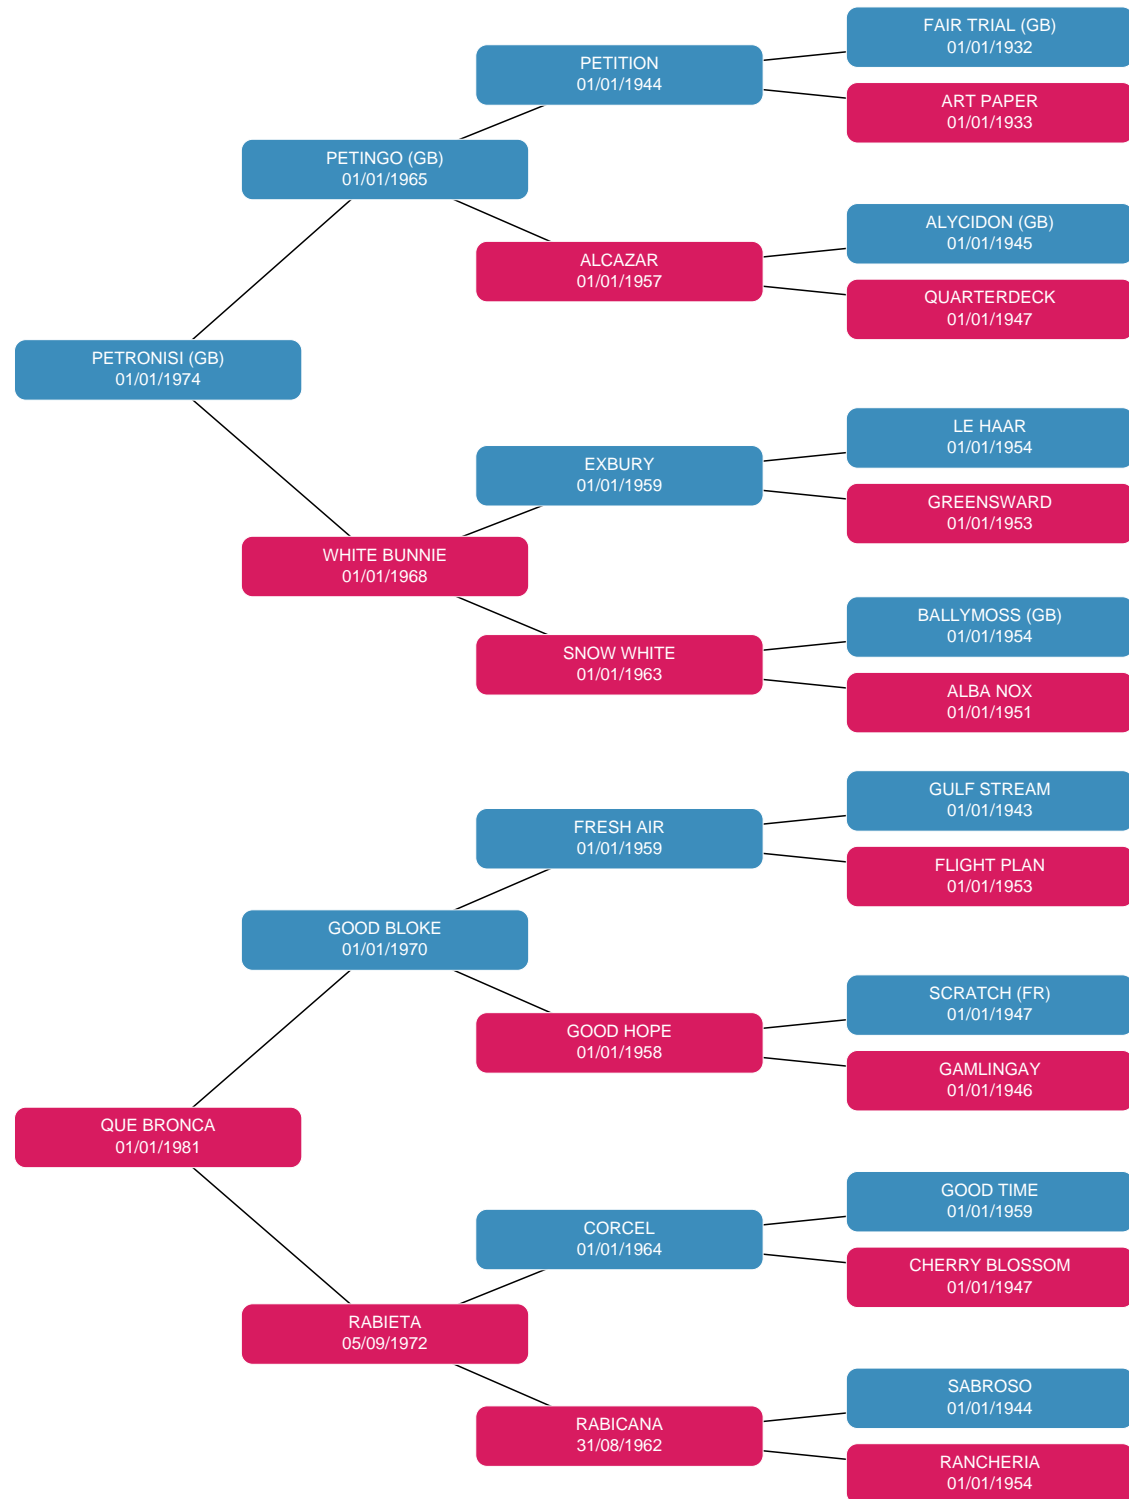 FAIR TRIAL (GB)
01/01/1932
PETITION
01/01/1944
ART PAPER
01/01/1933
PETINGO (GB)
01/01/1965
ALYCIDON (GB)
01/01/1945
ALCAZAR
01/01/1957
QUARTERDECK
01/01/1947
PETRONISI (GB)
01/01/1974
LE HAAR
01/01/1954
EXBURY
01/01/1959
GREENSWARD
01/01/1953
WHITE BUNNIE
01/01/1968
BALLYMOSS (GB)
01/01/1954
SNOW WHITE
01/01/1963
ALBA NOX
01/01/1951
GULF STREAM
01/01/1943
FRESH AIR
01/01/1959
FLIGHT PLAN
01/01/1953
GOOD BLOKE
01/01/1970
SCRATCH (FR)
01/01/1947
GOOD HOPE
01/01/1958
GAMLINGAY
01/01/1946
QUE BRONCA
01/01/1981
GOOD TIME
01/01/1959
CORCEL
01/01/1964
CHERRY BLOSSOM
01/01/1947
RABIETA
05/09/1972
SABROSO
01/01/1944
RABICANA
31/08/1962
RANCHERIA
01/01/1954